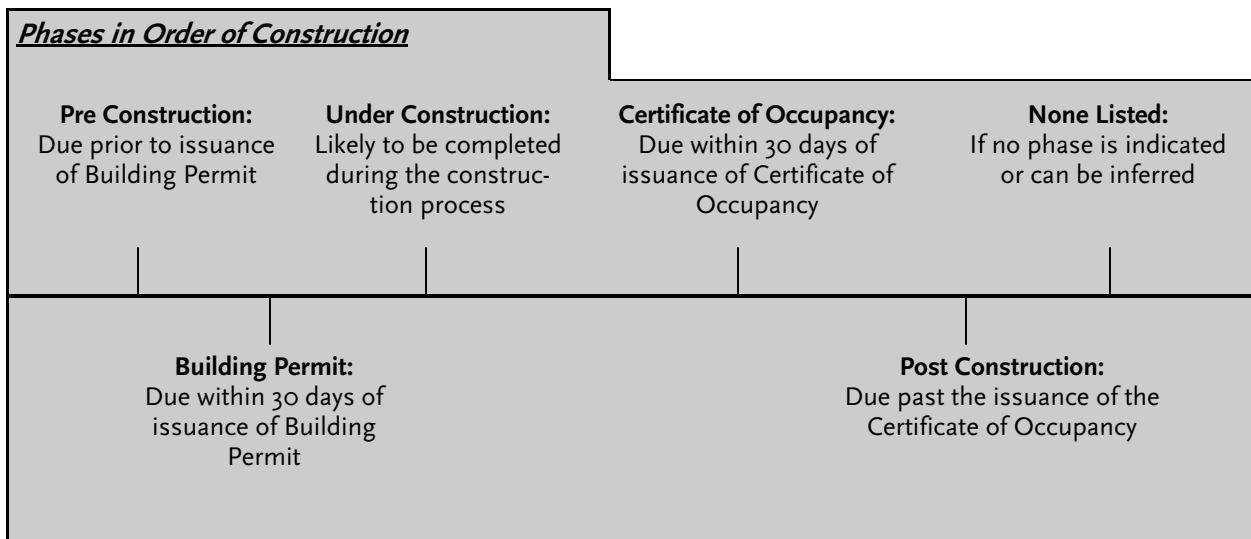 Phases in Order of Construction
Pre Construction:
Due prior to issuance
of Building Permit
Under Construction:
Likely to be completed
during the construc-
tion process
Certificate of Occupancy:
Due within 30 days of
issuance of Certificate of
Occupancy
None Listed:
If no phase is indicated
or can be inferred
Building Permit:
Due within 30 days of
issuance of Building
Permit
Post Construction:
Due past the issuance of the
Certificate of Occupancy